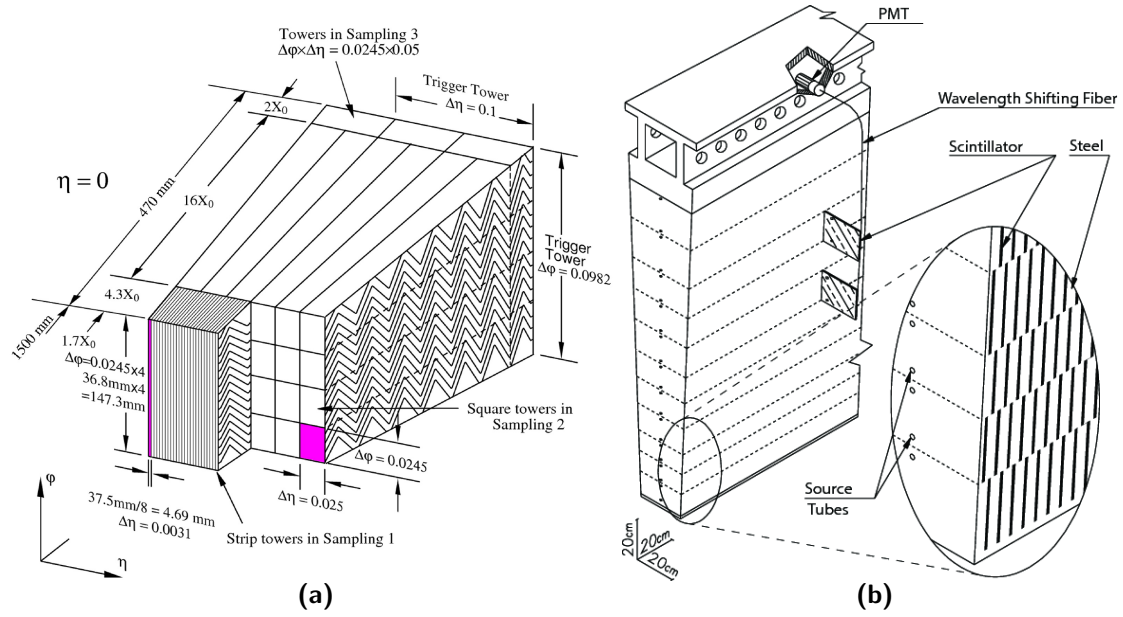 Towers in Sampling 3
Δφ×Δη = 0.0245×0.05
Trigger Tower
Δη = 0.1
2X₀
η = 0
470 mm
16X₀
Trigger
Tower
Δφ = 0.0982
4.3X₀
1500 mm
1.7X₀
Δφ=0.0245x4
36.8mmx4
=147.3mm
Square towers in
Sampling 2
Δφ = 0.0245
Δη = 0.025
37.5mm/8 = 4.69 mm
Δη = 0.0031
Strip towers in Sampling 1
φ
η
(a)
PMT
Wavelength Shifting Fiber
Scintillator
Steel
Source
Tubes
20cm
20cm
20cm
(b)